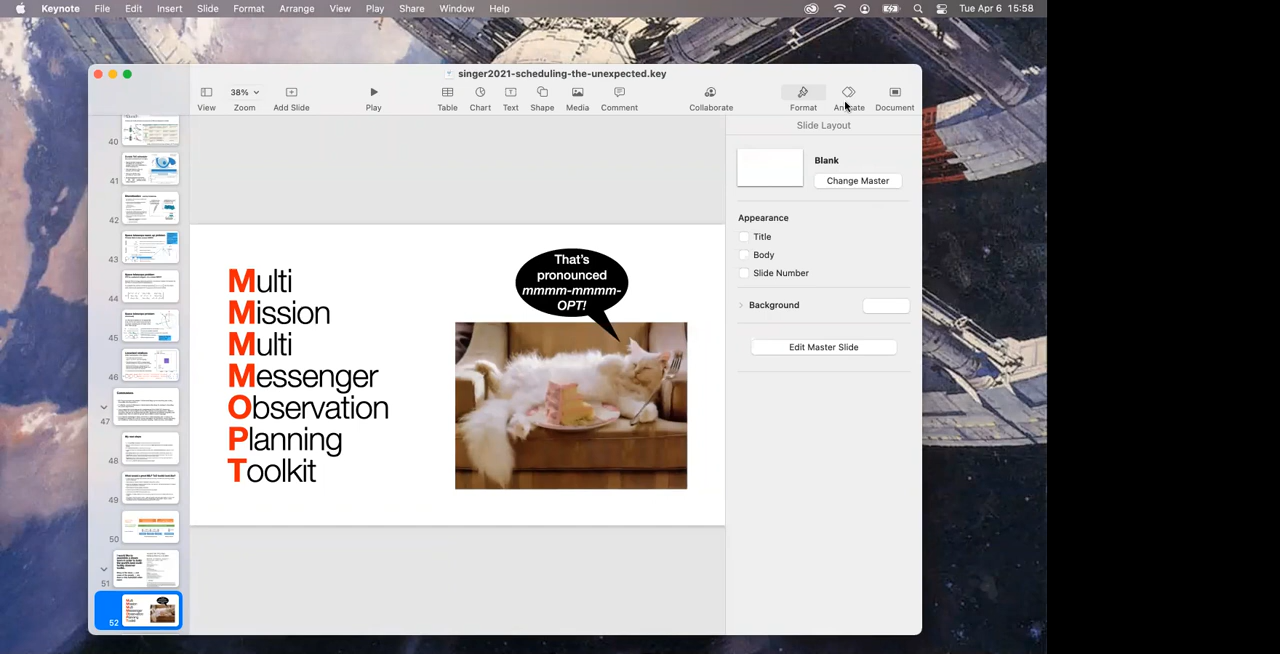 Keynote File Edit Insert Slide Format Arrange View Play Share Window Help Tue Apr 6 15:58
singer2021-scheduling-the-unexpected.key
38%
View Zoom Add Slide Play Table Chart Text Shape Media Comment Collaborate Format Animate Document
Slide Layout
Blank
Change Master
Appearance
Title
Body
Slide Number
Background
Edit Master Slide
40
41
42
43
44
45
46
47
48
49
50
51
52
That's
pronounced
mmmm-mmmm-
OPT!
Multi
Mission
Multi
Messenger
Observation
Planning
Toolkit